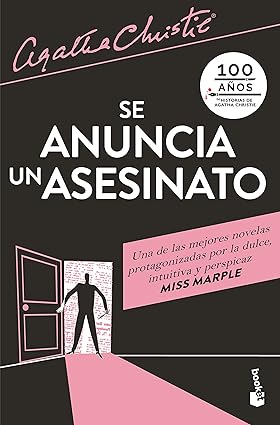 Agatha Christie®
100
AÑOS
DE HISTORIAS DE
AGATHA CHRISTIE
SE
ANUNCIA
UN ASESINATO
Una de las mejores novelas
protagonizadas por la dulce,
intuitiva y perspicaz
MISS MARPLE
booket